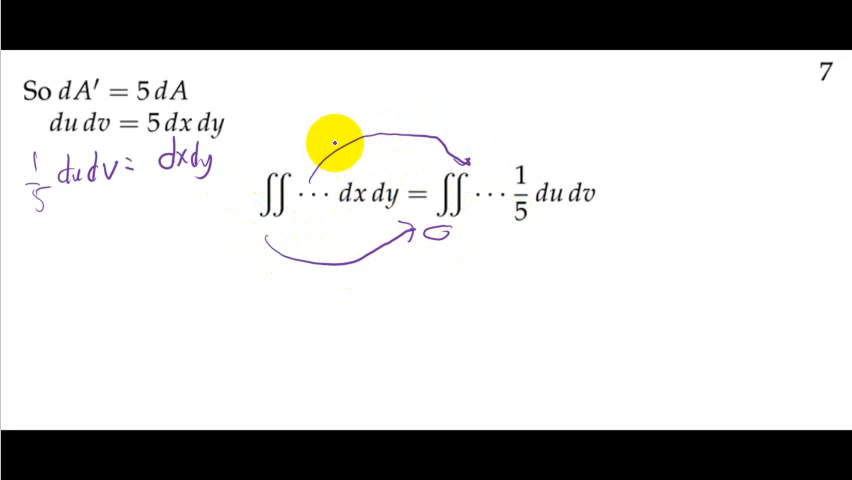 7
So dA′ = 5 dA
du dv = 5 dx dy
1/5 du dv = dx dy
∬ ··· dx dy = ∬ ··· 1/5 du dv